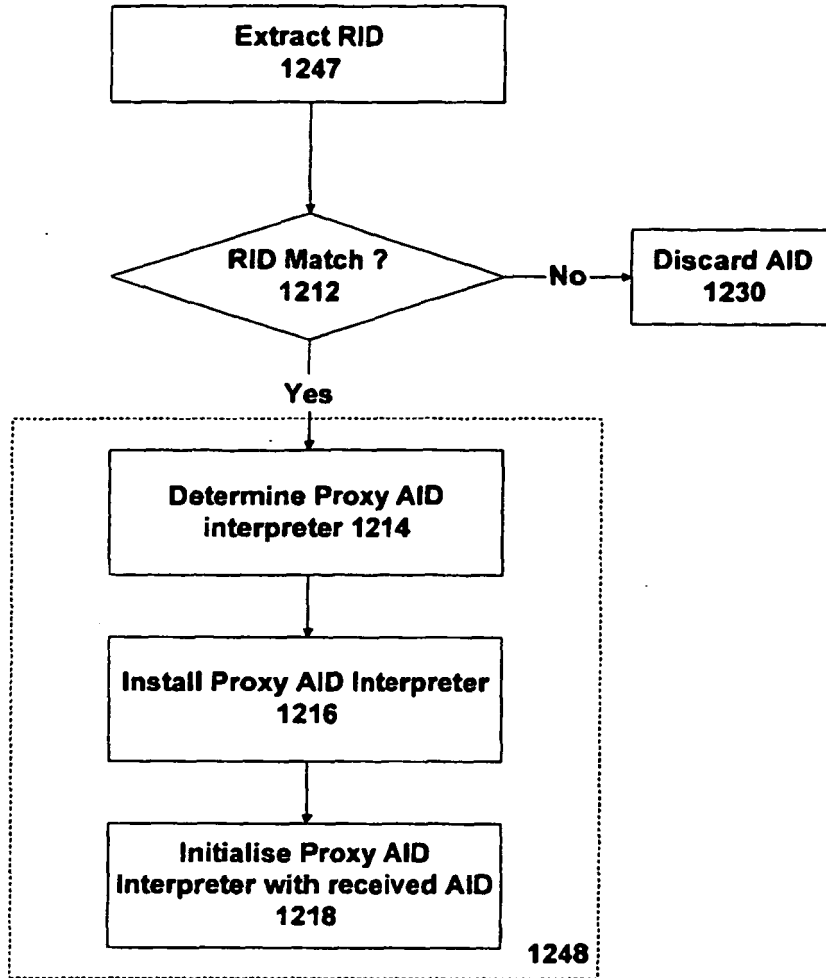 Extract RID
1247
RID Match ?
1212
No
Discard AID
1230
Yes
Determine Proxy AID
interpreter 1214
Install Proxy AID Interpreter
1216
Initialise Proxy AID
Interpreter with received AID
1218
1248